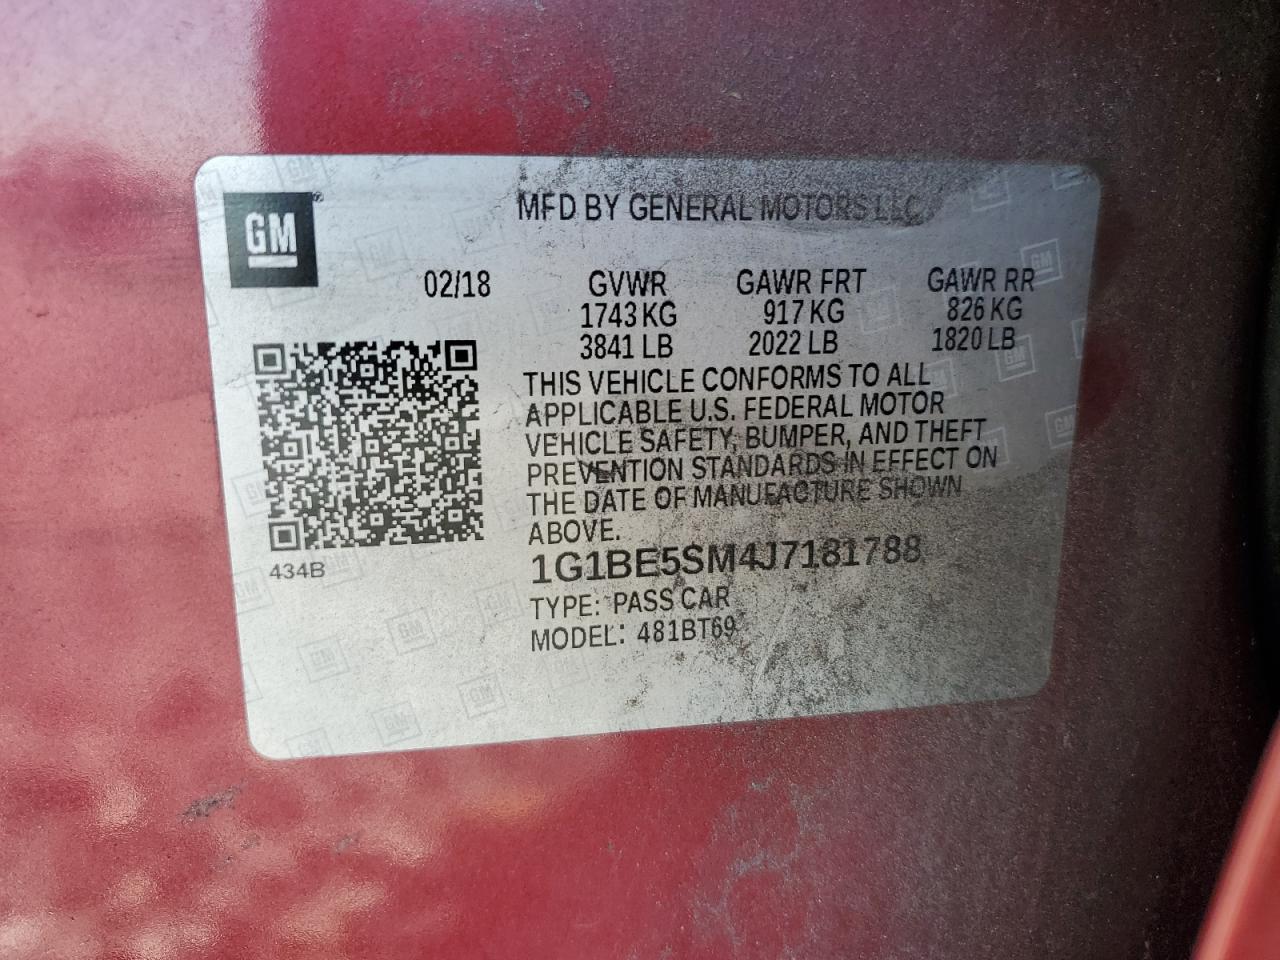 GM®
MFD BY GENERAL MOTORS LLC
02/18 GVWR GAWR FRT GAWR RR
1743 KG 917 KG 826 KG
3841 LB 2022 LB 1820 LB
THIS VEHICLE CONFORMS TO ALL
APPLICABLE U.S. FEDERAL MOTOR
VEHICLE SAFETY, BUMPER, AND THEFT
PREVENTION STANDARDS IN EFFECT ON
THE DATE OF MANUFACTURE SHOWN
ABOVE.
434B
1G1BE5SM4J7181788
TYPE: PASS CAR
MODEL: 481BT69